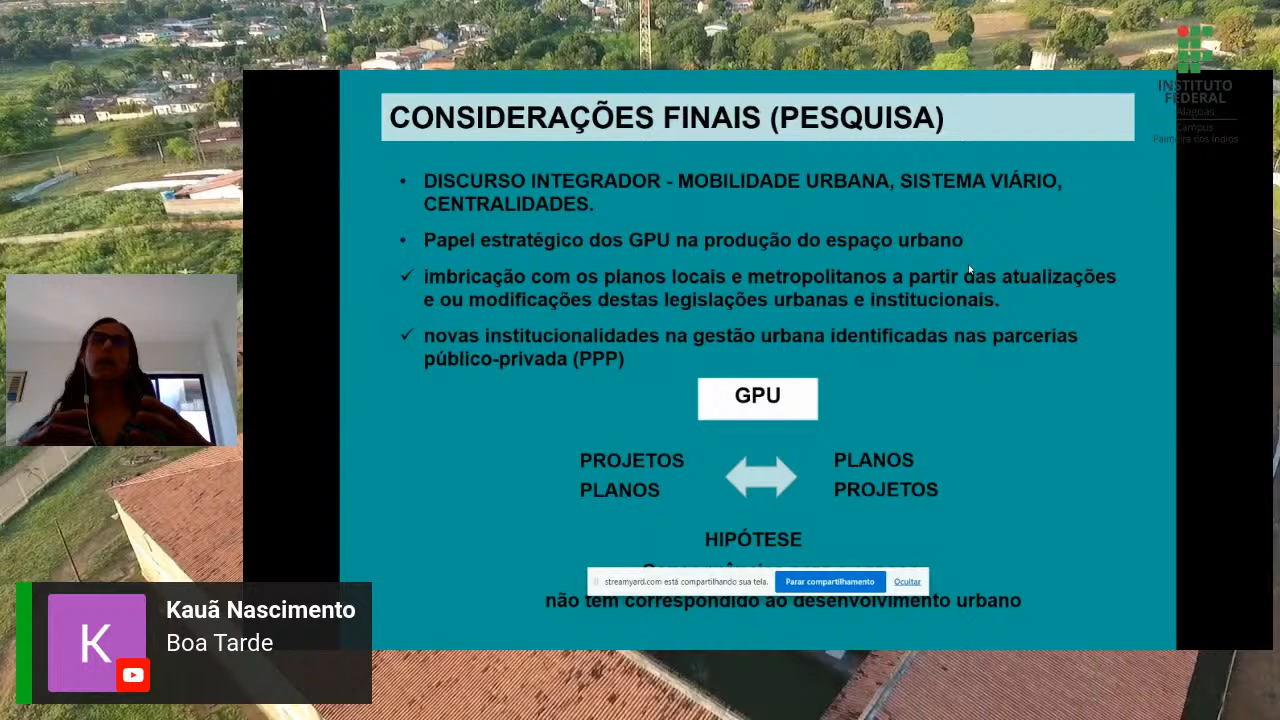 INSTITUTO
FEDERAL
Alagoas
Campus
Palmeira dos Índios
CONSIDERAÇÕES FINAIS (PESQUISA)
• DISCURSO INTEGRADOR - MOBILIDADE URBANA, SISTEMA VIÁRIO,
CENTRALIDADES.
• Papel estratégico dos GPU na produção do espaço urbano
✓ imbricação com os planos locais e metropolitanos a partir das atualizações
e ou modificações destas legislações urbanas e institucionais.
✓ novas institucionalidades na gestão urbana identificadas nas parcerias
público-privada (PPP)
GPU
PROJETOS
PLANOS
PLANOS
PROJETOS
HIPÓTESE
streamyard.com está compartilhando sua tela.
Parar compartilhamento
Ocultar
não têm correspondido ao desenvolvimento urbano
K
Kauã Nascimento
Boa Tarde